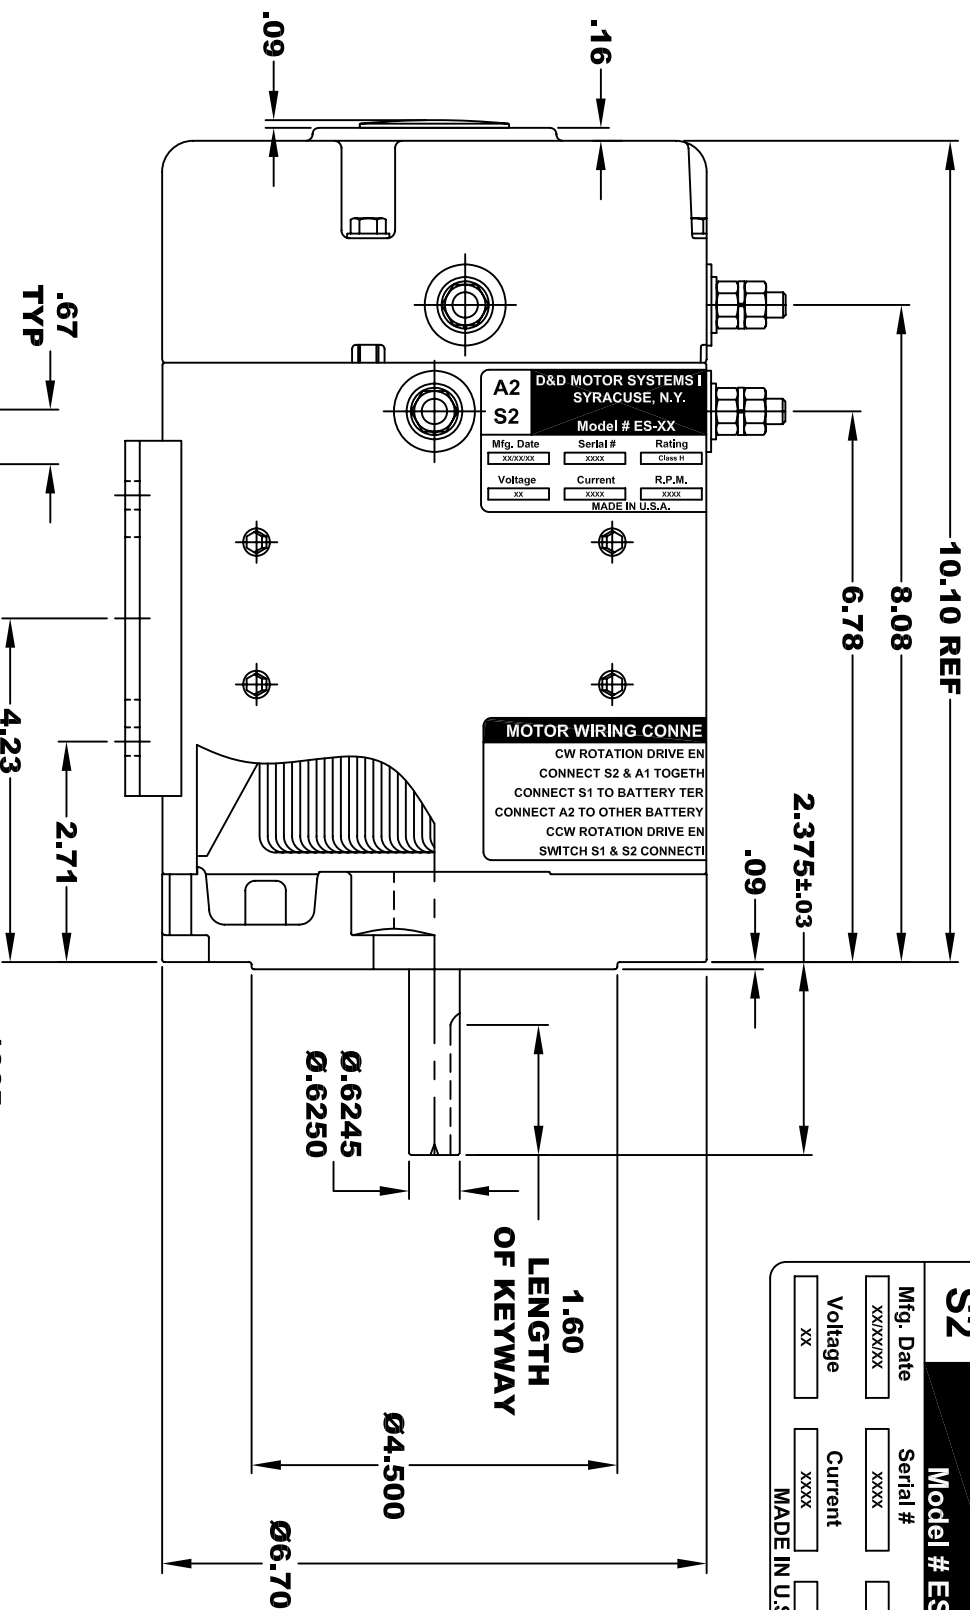 .09
.16
.67
TYP
10.10 REF
8.08
6.78
A2
S2
D&D MOTOR SYSTEMS I
SYRACUSE, N.Y.
Model # ES-XX
Mfg. Date Serial # Rating
XX/XX/XX XXXX Class H
Voltage Current R.P.M.
XX XXXX XXXX
MADE IN U.S.A.
MOTOR WIRING CONNE
CW ROTATION DRIVE EN
CONNECT S2 & A1 TOGETH
CONNECT S1 TO BATTERY TER
CONNECT A2 TO OTHER BATTERY
CCW ROTATION DRIVE EN
SWITCH S1 & S2 CONNECTI
4.23
2.71
2.375±.03
.09
Ø.6245
Ø.6250
1.60
LENGTH
OF KEYWAY
Ø4.500
Ø6.70
S2
Model # ES
Mfg. Date Serial #
XX/XX/XX XXXX
Voltage Current
XX XXXX
MADE IN U.S